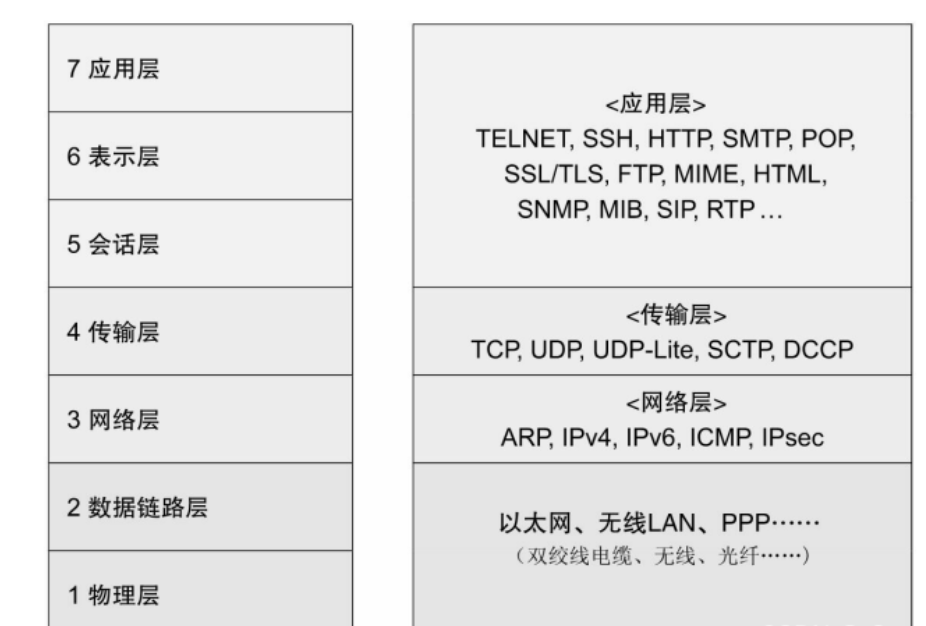 7 应用层
6 表示层
5 会话层
4 传输层
3 网络层
2 数据链路层
1 物理层
<应用层>
TELNET, SSH, HTTP, SMTP, POP,
SSL/TLS, FTP, MIME, HTML,
SNMP, MIB, SIP, RTP…
<传输层>
TCP, UDP, UDP-Lite, SCTP, DCCP
<网络层>
ARP, IPv4, IPv6, ICMP, IPsec
以太网、无线LAN、PPP……
（双绞线电缆、无线、光纤……）